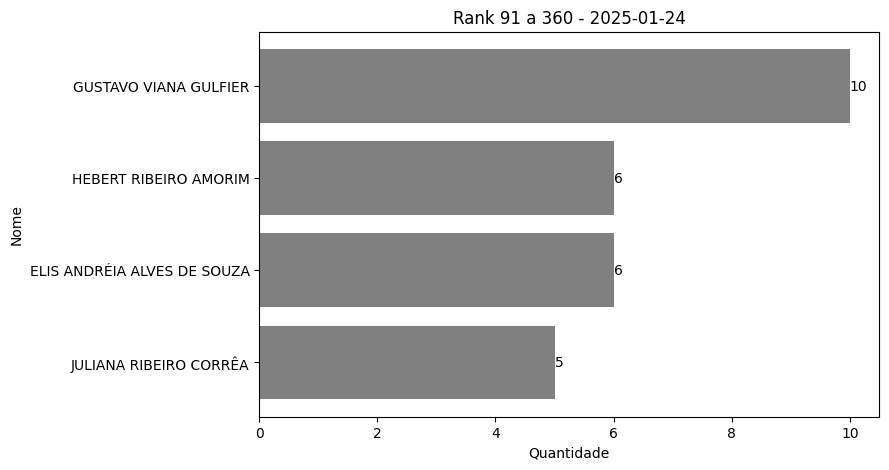 Rank 91 a 360 - 2025-01-24
GUSTAVO VIANA GULFIER
10
HEBERT RIBEIRO AMORIM
6
ELIS ANDRÉIA ALVES DE SOUZA
6
JULIANA RIBEIRO CORRÊA
5
Nome
0 2 4 6 8 10
Quantidade